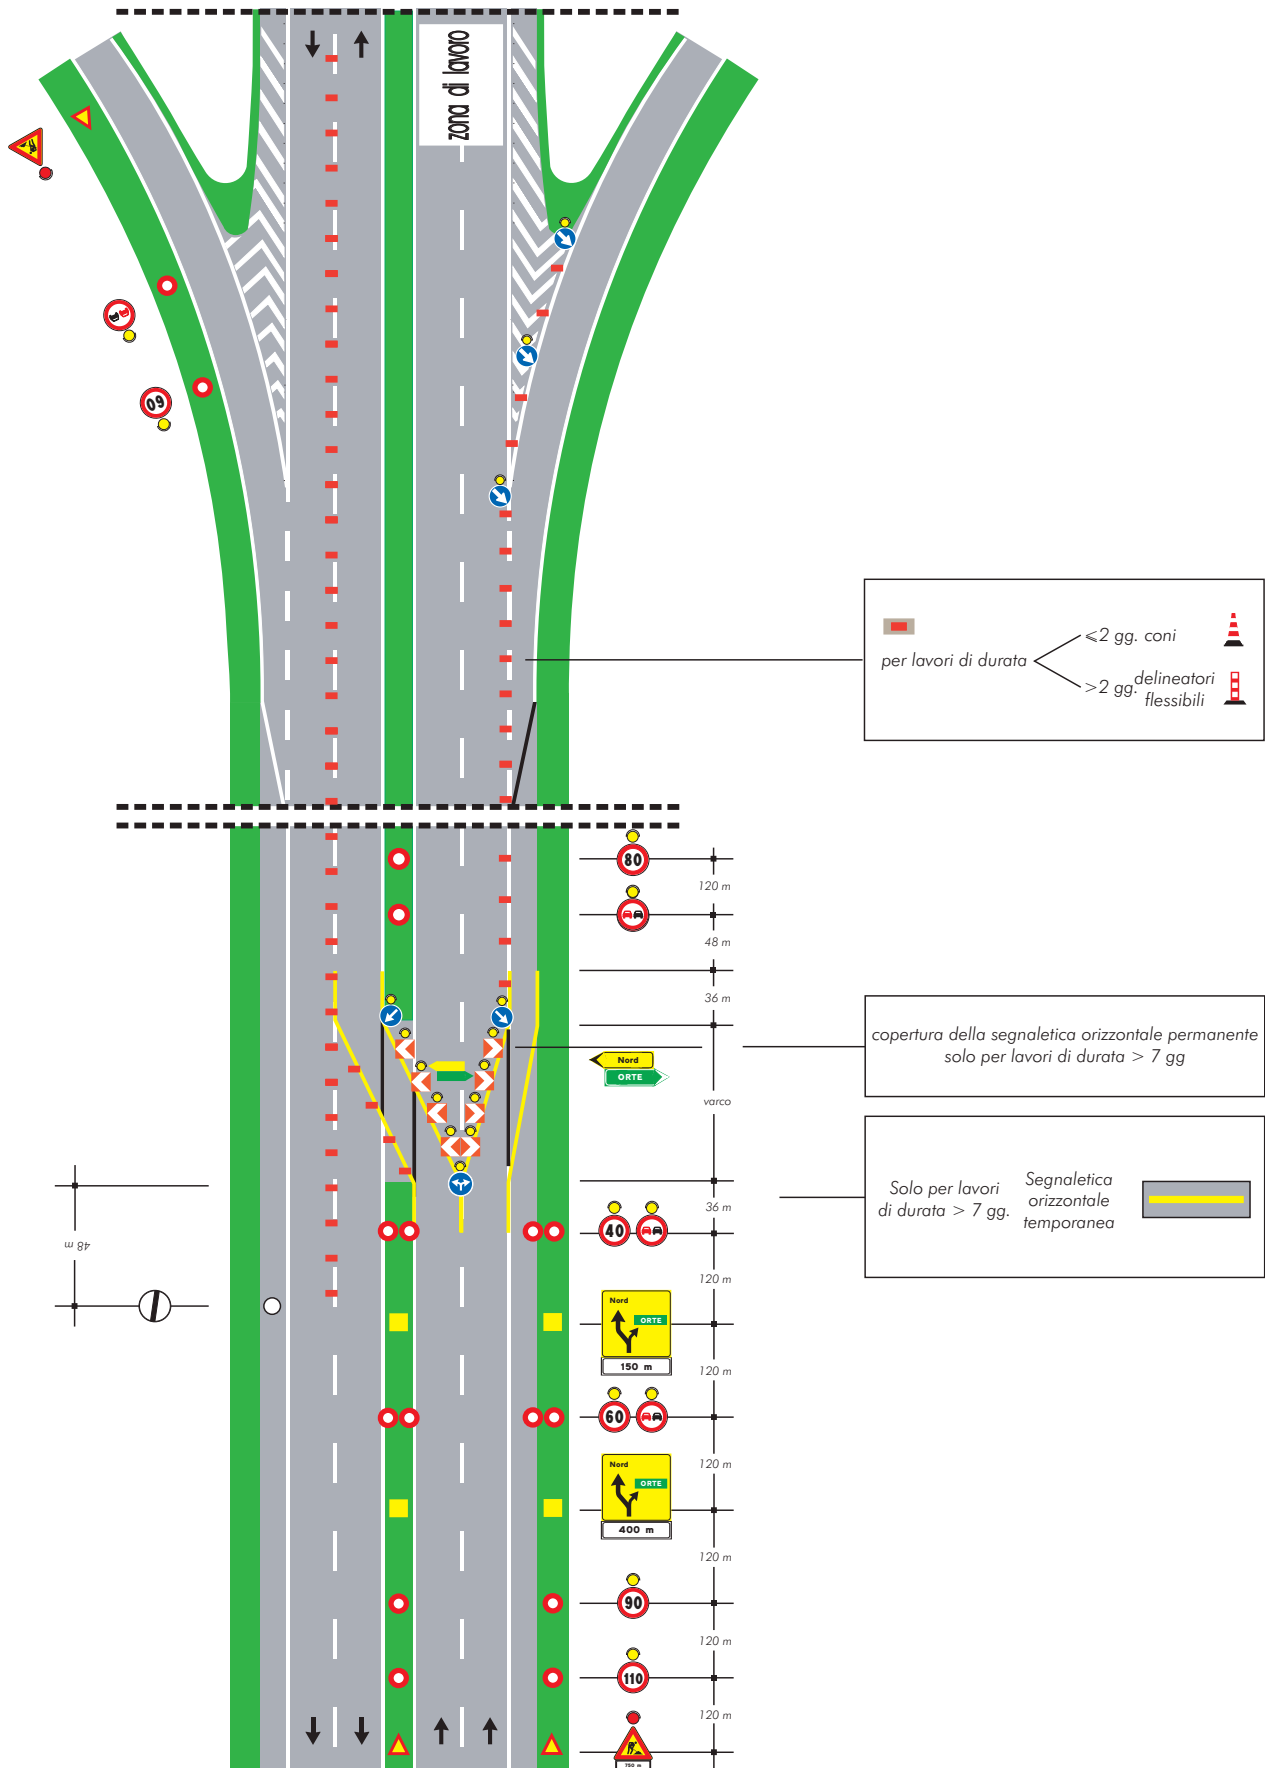 zona di lavoro
60
per lavori di durata
⩽2 gg. coni
>2 gg. delineatori
flessibili
80
120 m
48 m
36 m
copertura della segnaletica orizzontale permanente
solo per lavori di durata > 7 gg
Nord
ORTE
varco
Solo per lavori
di durata > 7 gg.
Segnaletica
orizzontale
temporanea
36 m
40
48 m
120 m
Nord
ORTE
150 m
120 m
60
120 m
Nord
ORTE
400 m
120 m
90
120 m
110
120 m
750 m